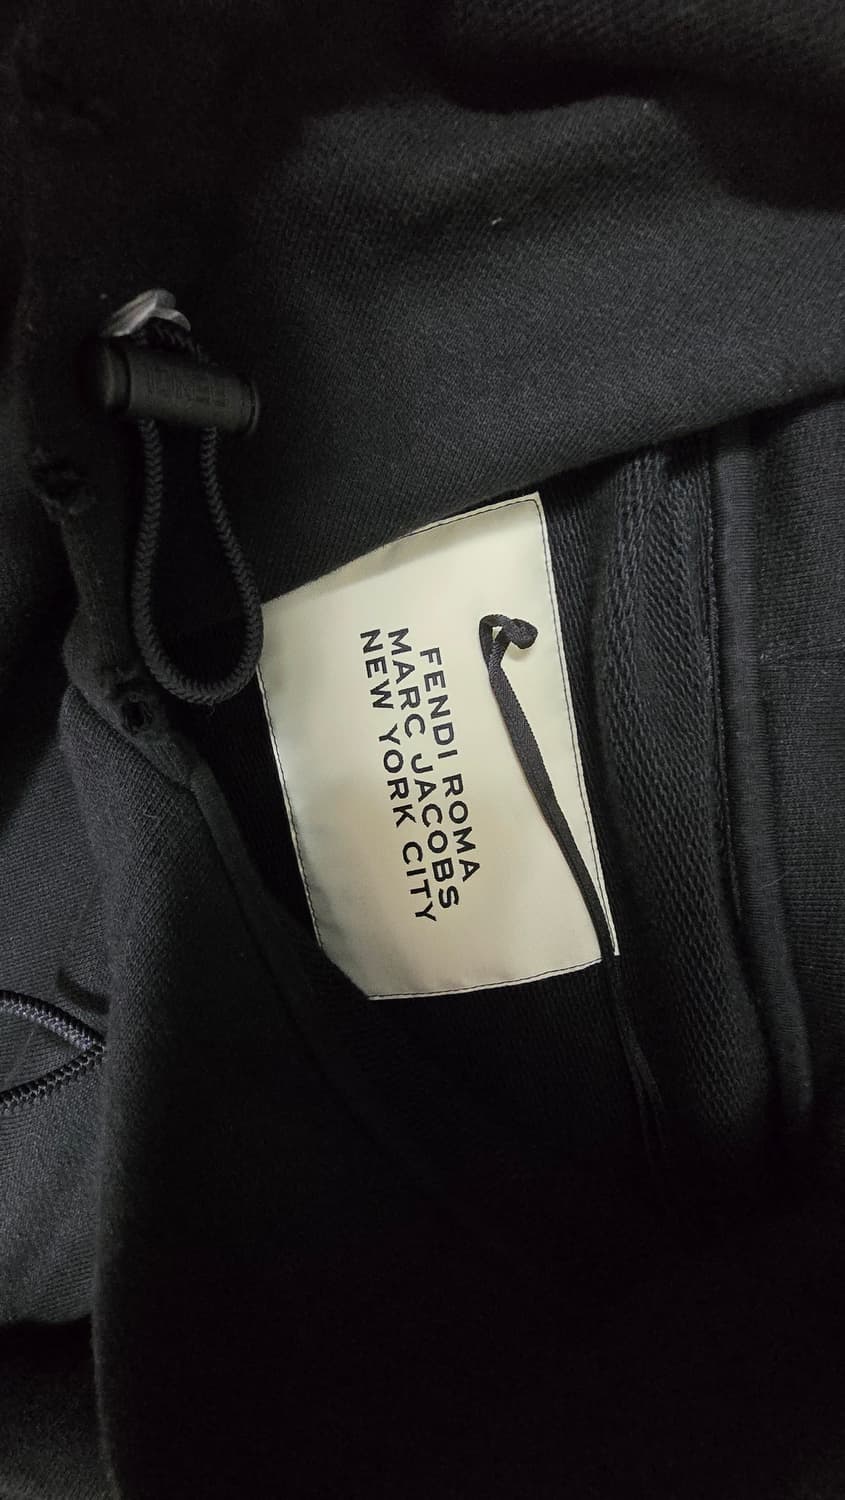 FENDI ROMA
MARC JACOBS
NEW YORK CITY